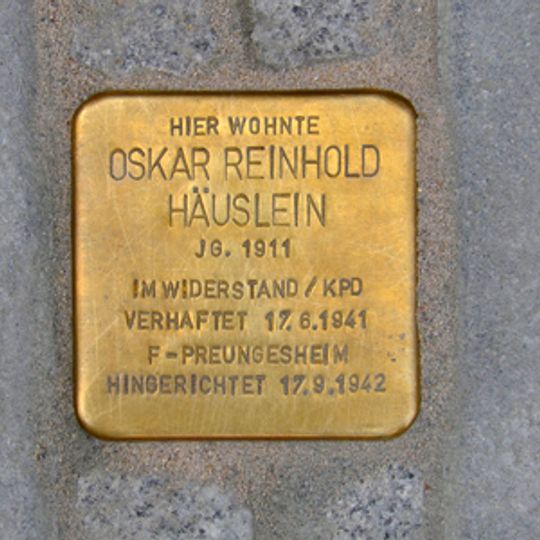 HIER WOHNTE
OSKAR REINHOLD
HÄUSLEIN
JG. 1911
IM WIDERSTAND / KPD
VERHAFTET 17.6.1941
F-PREUNGESHEIM
HINGERICHTET 17.9.1942